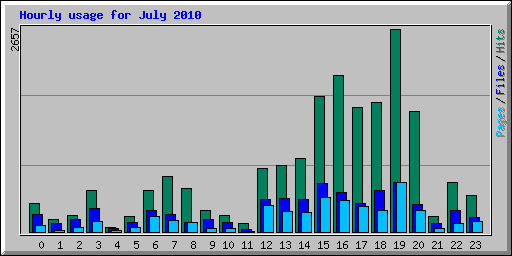 Hourly usage for July 2010
2657
Pages/Files/Hits
0 1 2 3 4 5 6 7 8 9 10 11 12 13 14 15 16 17 18 19 20 21 22 23